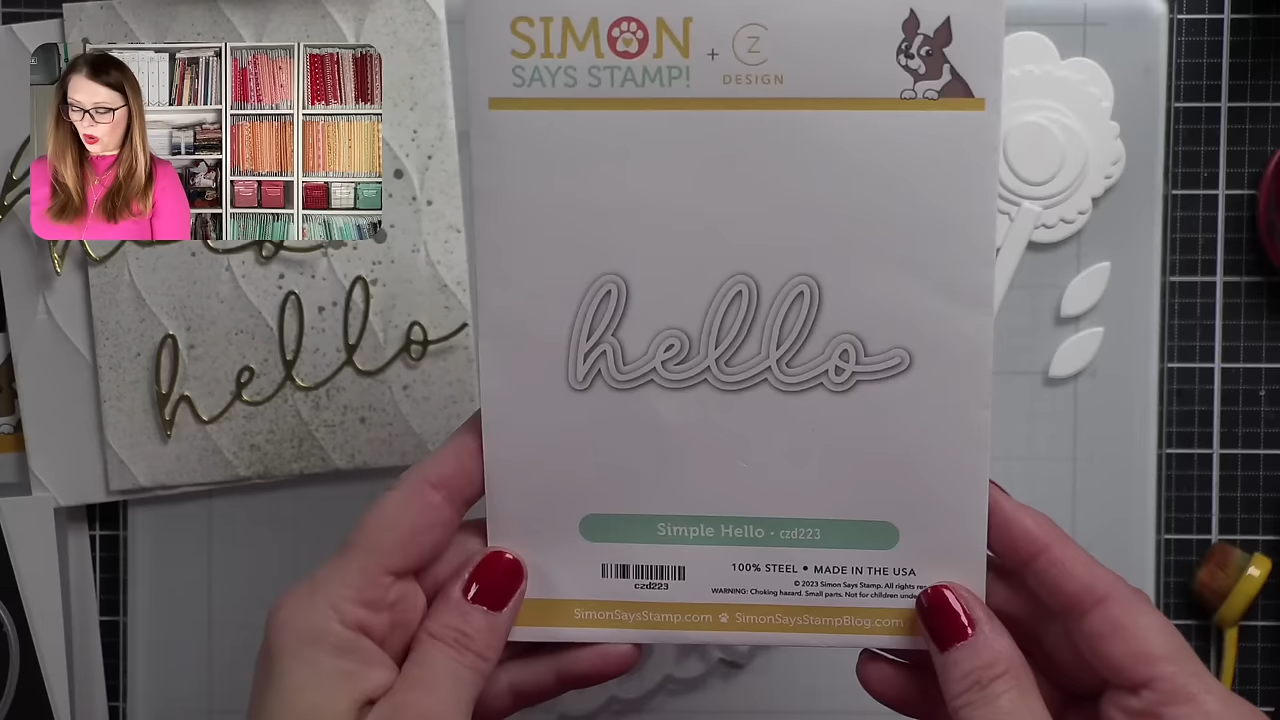 SIMON
SAYS STAMP!
+
CZ
DESIGN
hello
hello
Simple Hello • czd223
100% STEEL • MADE IN THE USA
czd223
© 2023 Simon Says Stamp. All rights
WARNING: Choking hazard. Small parts. Not for children
SimonSaysStamp.com SimonSaysStampBlog.com